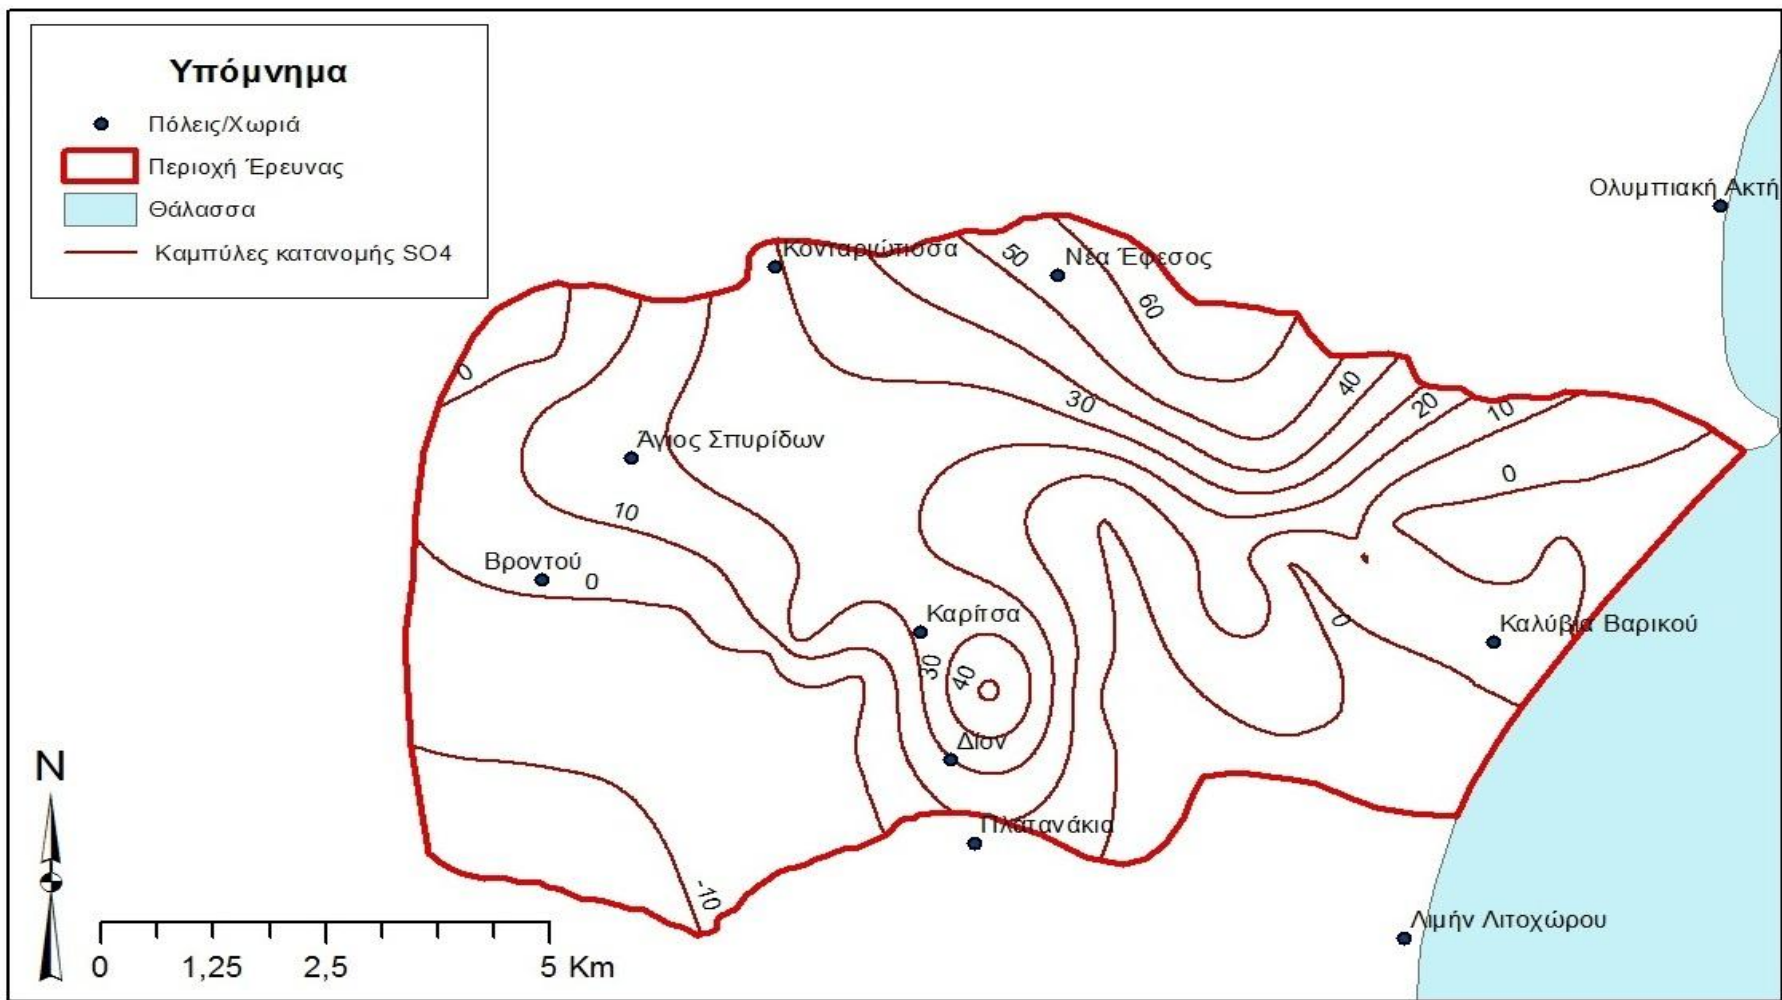 Υπόμνημα
Πόλεις/Χωριά
Περιοχή Έρευνας
Θάλασσα
Καμπύλες κατανομής SO4
Ολυμπιακή Ακτή
Κονταριώτισσα
50
Νέα Έφεσος
60
0
40
30
20
10
Άγιος Σπυρίδων
0
10
Βροντού
0
Καρίτσα
0
Καλύβια Βαρικού
30
40
Δίον
N
Πλατανάκια
-10
Λιμήν Λιτοχώρου
0 1,25 2,5 5 Km